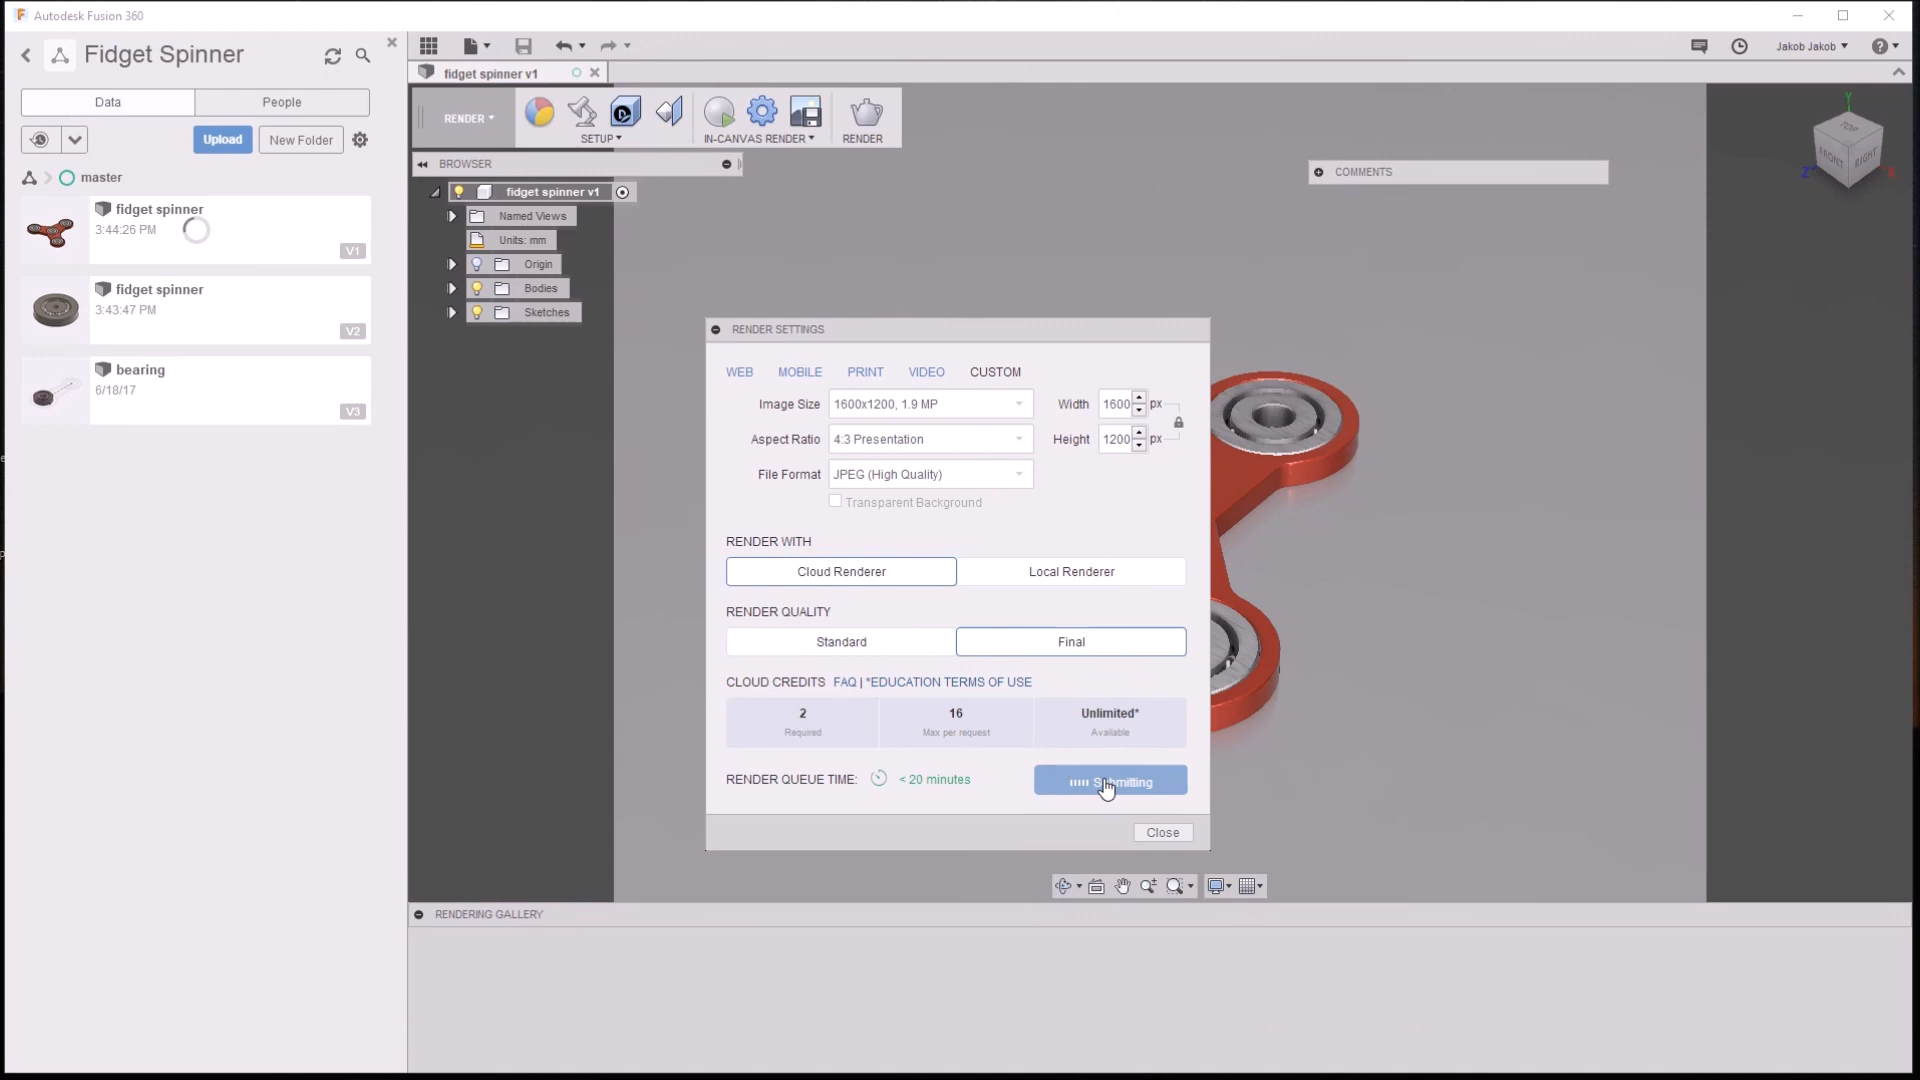 Autodesk Fusion 360
Fidget Spinner
Data
People
Upload
New Folder
master
fidget spinner
3:44:26 PM
V1
fidget spinner
3:43:47 PM
V2
bearing
6/18/17
V3
Jakob Jakob
fidget spinner v1
RENDER
SETUP
IN-CANVAS RENDER
RENDER
BROWSER
fidget spinner v1
Named Views
Units: mm
Origin
Bodies
Sketches
COMMENTS
TOP
FRONT
RIGHT
Y
Z
X
RENDER SETTINGS
WEB MOBILE PRINT VIDEO CUSTOM
Image Size 1600x1200, 1.9 MP Width 1600 px
Aspect Ratio 4:3 Presentation Height 1200 px
File Format JPEG (High Quality)
Transparent Background
RENDER WITH
Cloud Renderer Local Renderer
RENDER QUALITY
Standard Final
CLOUD CREDITS FAQ | *EDUCATION TERMS OF USE
2 16 Unlimited*
Required Max per request Available
RENDER QUEUE TIME: < 20 minutes Submitting
Close
RENDERING GALLERY